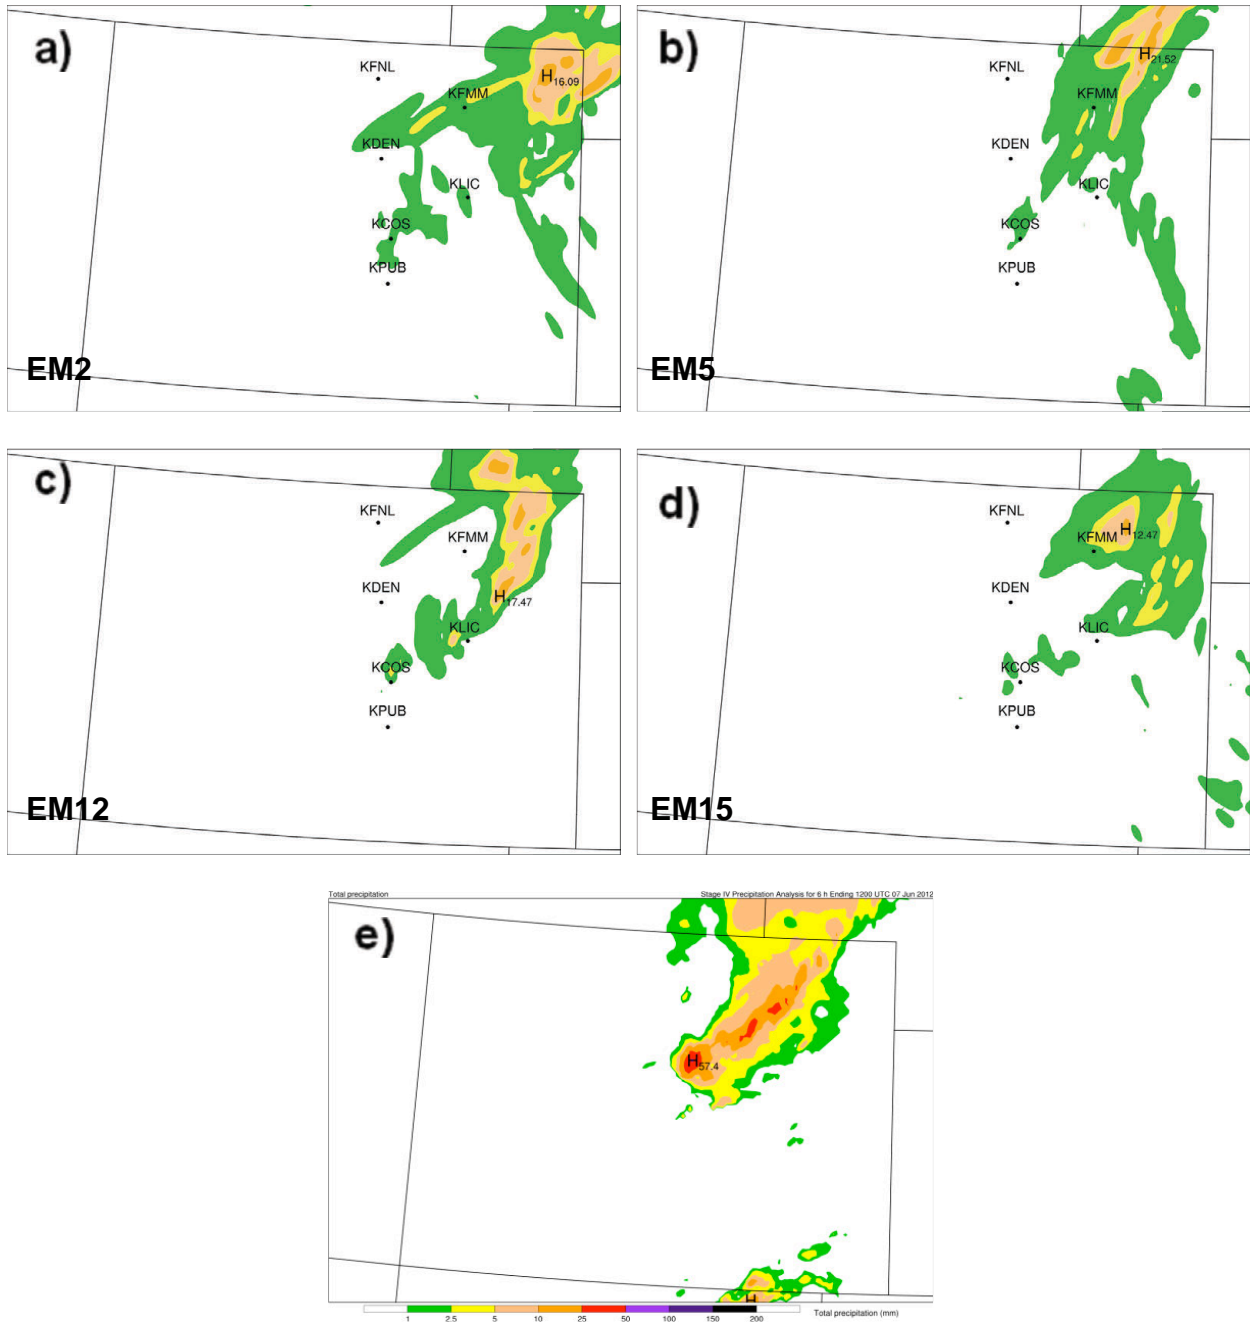 a)
KFNL
H16.09
KFMM
KDEN
KLIC
KCOS
KPUB
EM2
b)
KFNL
H21.52
KFMM
KDEN
KLIC
KCOS
KPUB
EM5
c)
KFNL
KFMM
KDEN
H17.47
KLIC
KCOS
KPUB
EM12
d)
KFNL
H12.47
KFMM
KDEN
KLIC
KCOS
KPUB
EM15
Total precipitation
Stage IV Precipitation Analysis for 6 h Ending 1200 UTC 07 Jun 2012
e)
H57.4
H
1 2.5 5 10 25 50 100 150 200 Total precipitation (mm)